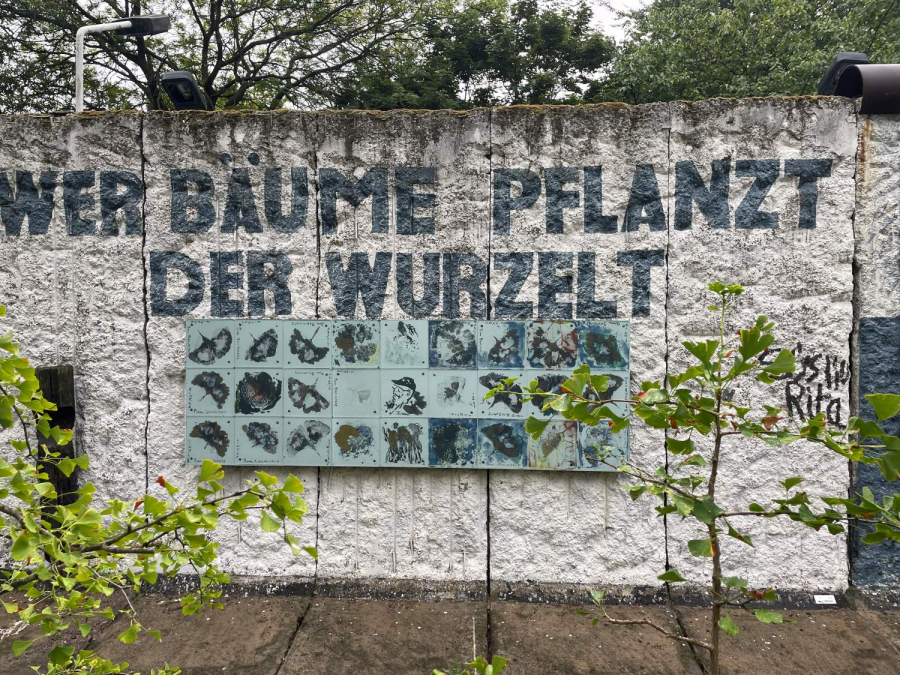 WER BÄUME PFLANZT
DER WURZELT
Rita